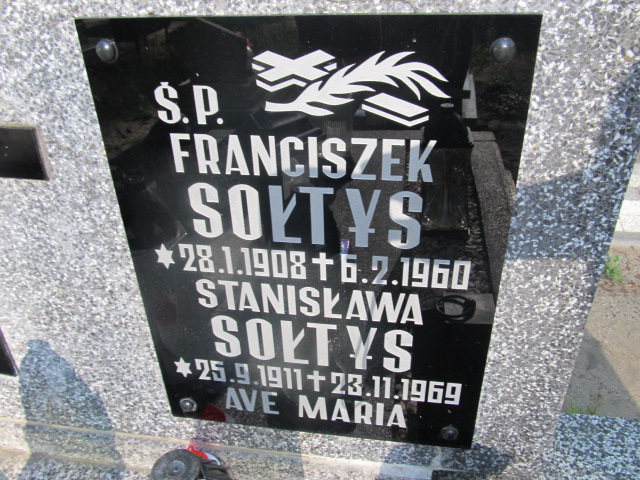 Ś.P.
FRANCISZEK
SOŁTYS
*28.1.1908 + 6.2.1960
STANISŁAWA
SOŁTYS
*25.9.1911 + 23.11.1969
AVE MARIA